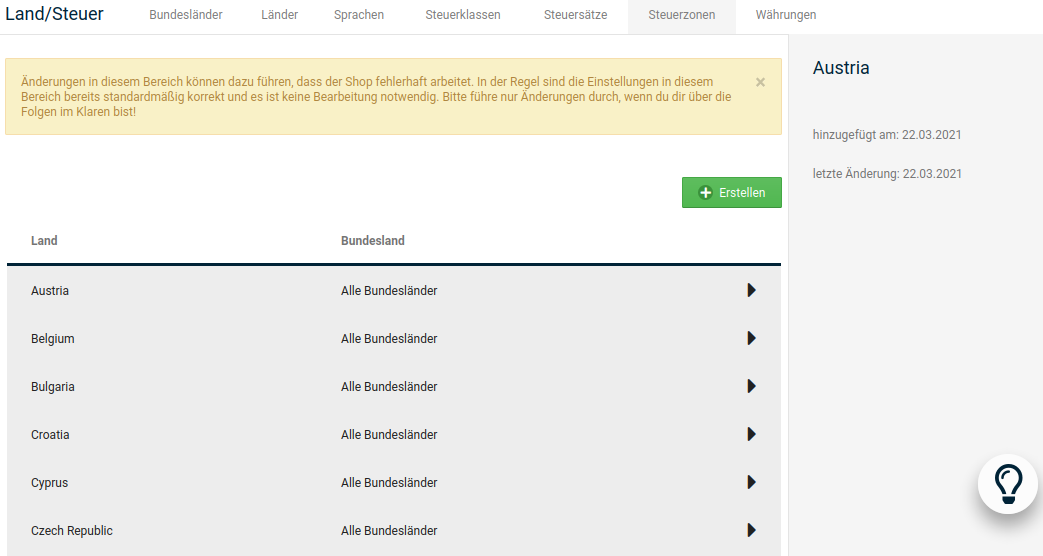 Land/Steuer Bundesländer Länder Sprachen Steuerklassen Steuersätze Steuerzonen Währungen
Änderungen in diesem Bereich können dazu führen, dass der Shop fehlerhaft arbeitet. In der Regel sind die Einstellungen in diesem
Bereich bereits standardmäßig korrekt und es ist keine Bearbeitung notwendig. Bitte führe nur Änderungen durch, wenn du dir über die
Folgen im Klaren bist!
×
Erstellen
Land Bundesland
Austria Alle Bundesländer
Belgium Alle Bundesländer
Bulgaria Alle Bundesländer
Croatia Alle Bundesländer
Cyprus Alle Bundesländer
Czech Republic Alle Bundesländer
Austria
hinzugefügt am: 22.03.2021
letzte Änderung: 22.03.2021